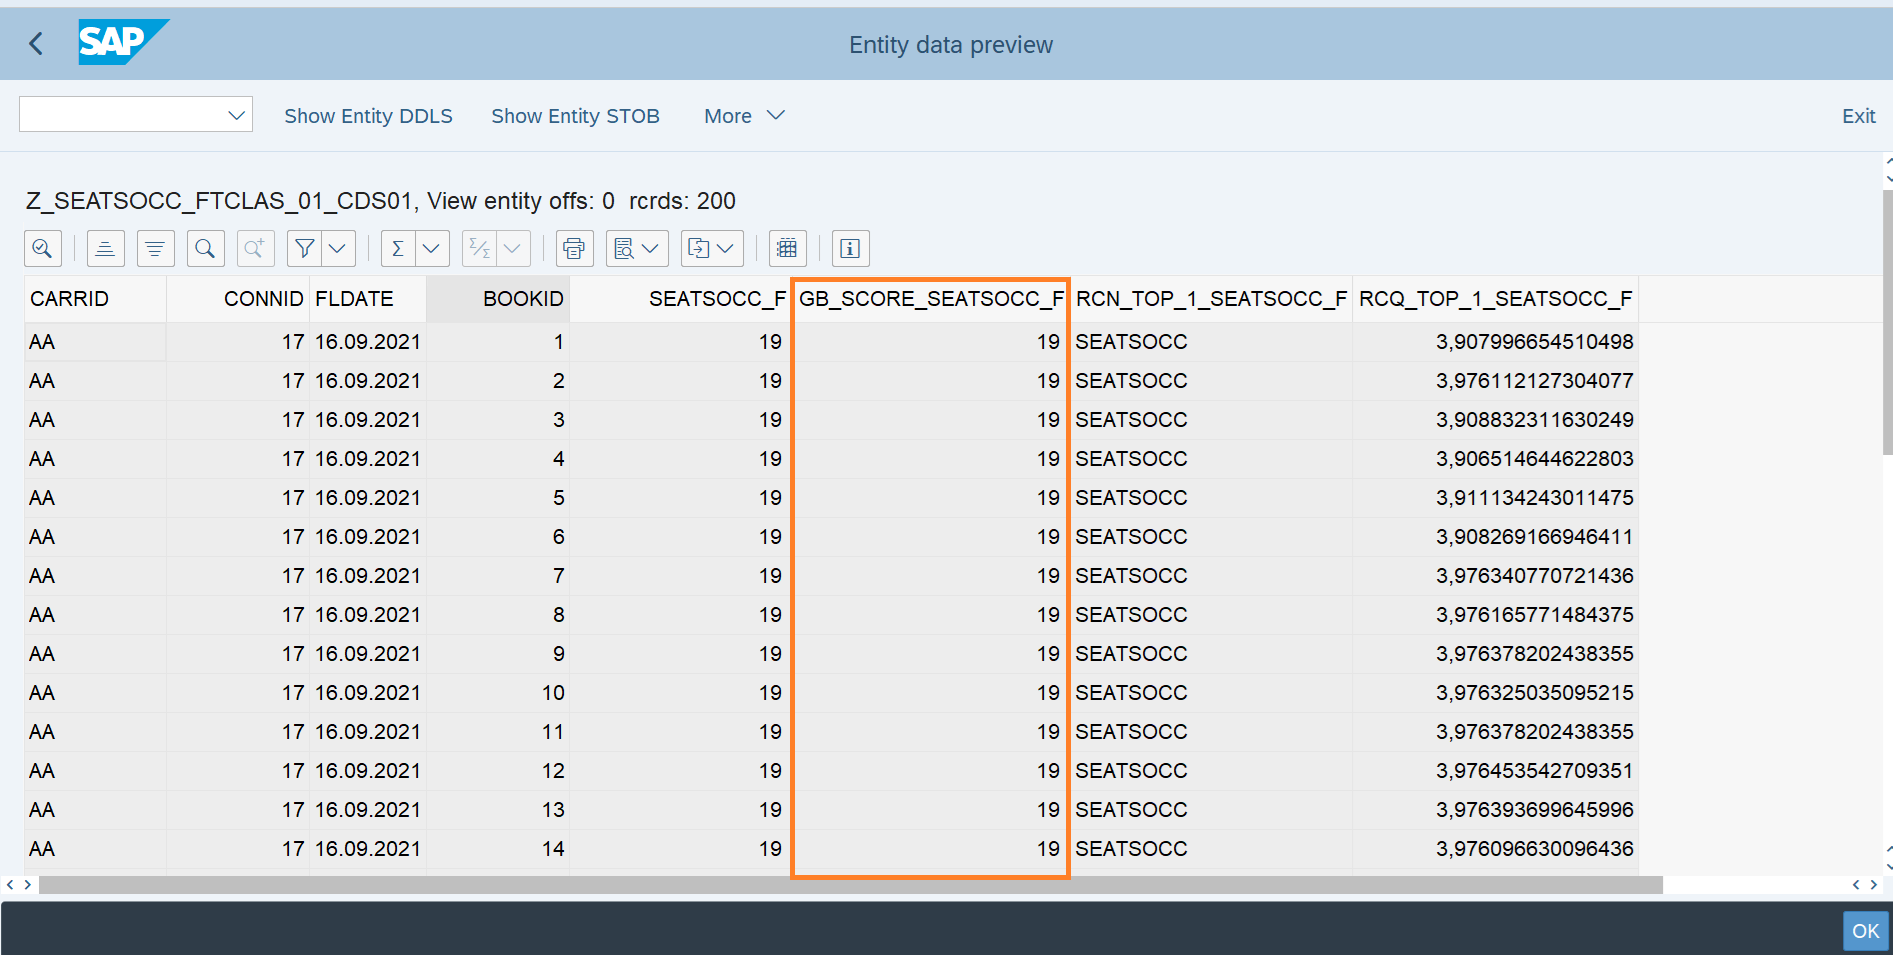 SAP
Entity data preview
Show Entity DDLS Show Entity STOB More Exit
Z_SEATSOCC_FTCLAS_01_CDS01, View entity offs: 0 rcrds: 200
CARRID CONNID FLDATE BOOKID SEATSOCC_F GB_SCORE_SEATSOCC_F RCN_TOP_1_SEATSOCC_F RCQ_TOP_1_SEATSOCC_F
AA 17 16.09.2021 1 19 19 SEATSOCC 3,907996654510498
AA 17 16.09.2021 2 19 19 SEATSOCC 3,976112127304077
AA 17 16.09.2021 3 19 19 SEATSOCC 3,908832311630249
AA 17 16.09.2021 4 19 19 SEATSOCC 3,906514644622803
AA 17 16.09.2021 5 19 19 SEATSOCC 3,911134243011475
AA 17 16.09.2021 6 19 19 SEATSOCC 3,908269166946411
AA 17 16.09.2021 7 19 19 SEATSOCC 3,976340770721436
AA 17 16.09.2021 8 19 19 SEATSOCC 3,976165771484375
AA 17 16.09.2021 9 19 19 SEATSOCC 3,976378202438355
AA 17 16.09.2021 10 19 19 SEATSOCC 3,976325035095215
AA 17 16.09.2021 11 19 19 SEATSOCC 3,976378202438355
AA 17 16.09.2021 12 19 19 SEATSOCC 3,976453542709351
AA 17 16.09.2021 13 19 19 SEATSOCC 3,976393699645996
AA 17 16.09.2021 14 19 19 SEATSOCC 3,976096630096436
OK